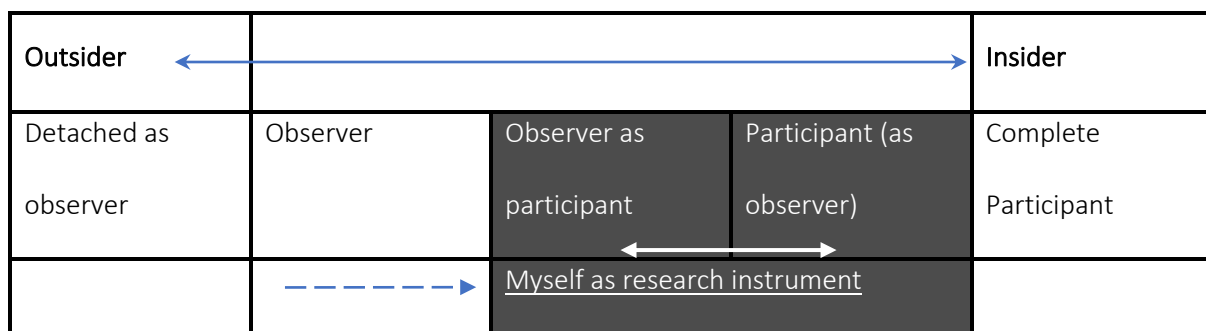 Outsider
Insider
Detached as
observer
Observer
Observer as
participant
Participant (as
observer)
Complete
Participant
Myself as research instrument